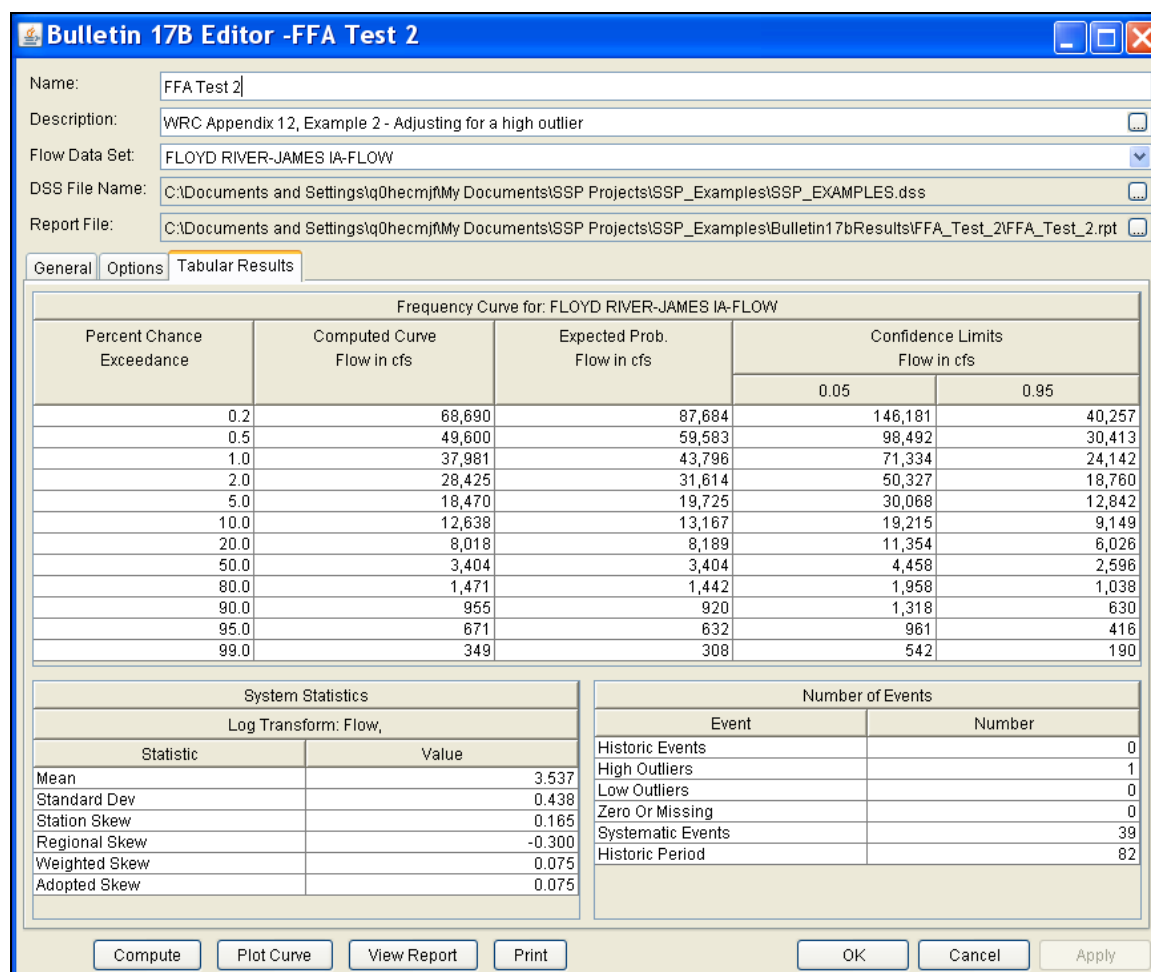 Bulletin 17B Editor -FFA Test 2
Name: FFA Test 2
Description: WRC Appendix 12, Example 2 - Adjusting for a high outlier ...
Flow Data Set: FLOYD RIVER-JAMES IA-FLOW
DSS File Name: C:\Documents and Settings\q0hecmjf\My Documents\SSP Projects\SSP_Examples\SSP_EXAMPLES.dss ...
Report File: C:\Documents and Settings\q0hecmjf\My Documents\SSP Projects\SSP_Examples\Bulletin17bResults\FFA_Test_2\FFA_Test_2.rpt ...
General Options Tabular Results
Frequency Curve for: FLOYD RIVER-JAMES IA-FLOW
Percent Chance Computed Curve Expected Prob. Confidence Limits
Exceedance Flow in cfs Flow in cfs Flow in cfs
0.05 0.95
0.2 68,690 87,684 146,181 40,257
0.5 49,600 59,583 98,492 30,413
1.0 37,981 43,796 71,334 24,142
2.0 28,425 31,614 50,327 18,760
5.0 18,470 19,725 30,068 12,842
10.0 12,638 13,167 19,215 9,149
20.0 8,018 8,189 11,354 6,026
50.0 3,404 3,404 4,458 2,596
80.0 1,471 1,442 1,958 1,038
90.0 955 920 1,318 630
95.0 671 632 961 416
99.0 349 308 542 190
System Statistics
Log Transform: Flow,
Statistic Value
Mean 3.537
Standard Dev 0.438
Station Skew 0.165
Regional Skew -0.300
Weighted Skew 0.075
Adopted Skew 0.075
Number of Events
Event Number
Historic Events 0
High Outliers 1
Low Outliers 0
Zero Or Missing 0
Systematic Events 39
Historic Period 82
Compute Plot Curve View Report Print OK Cancel Apply